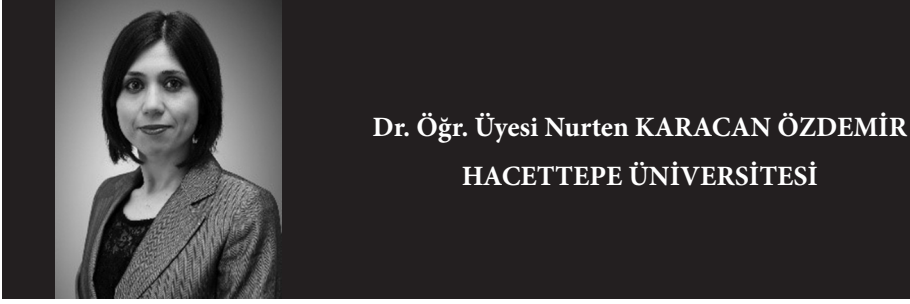 Dr. Öğr. Üyesi Nurten KARACAN ÖZDEMİR
HACETTEPE ÜNİVERSİTESİ